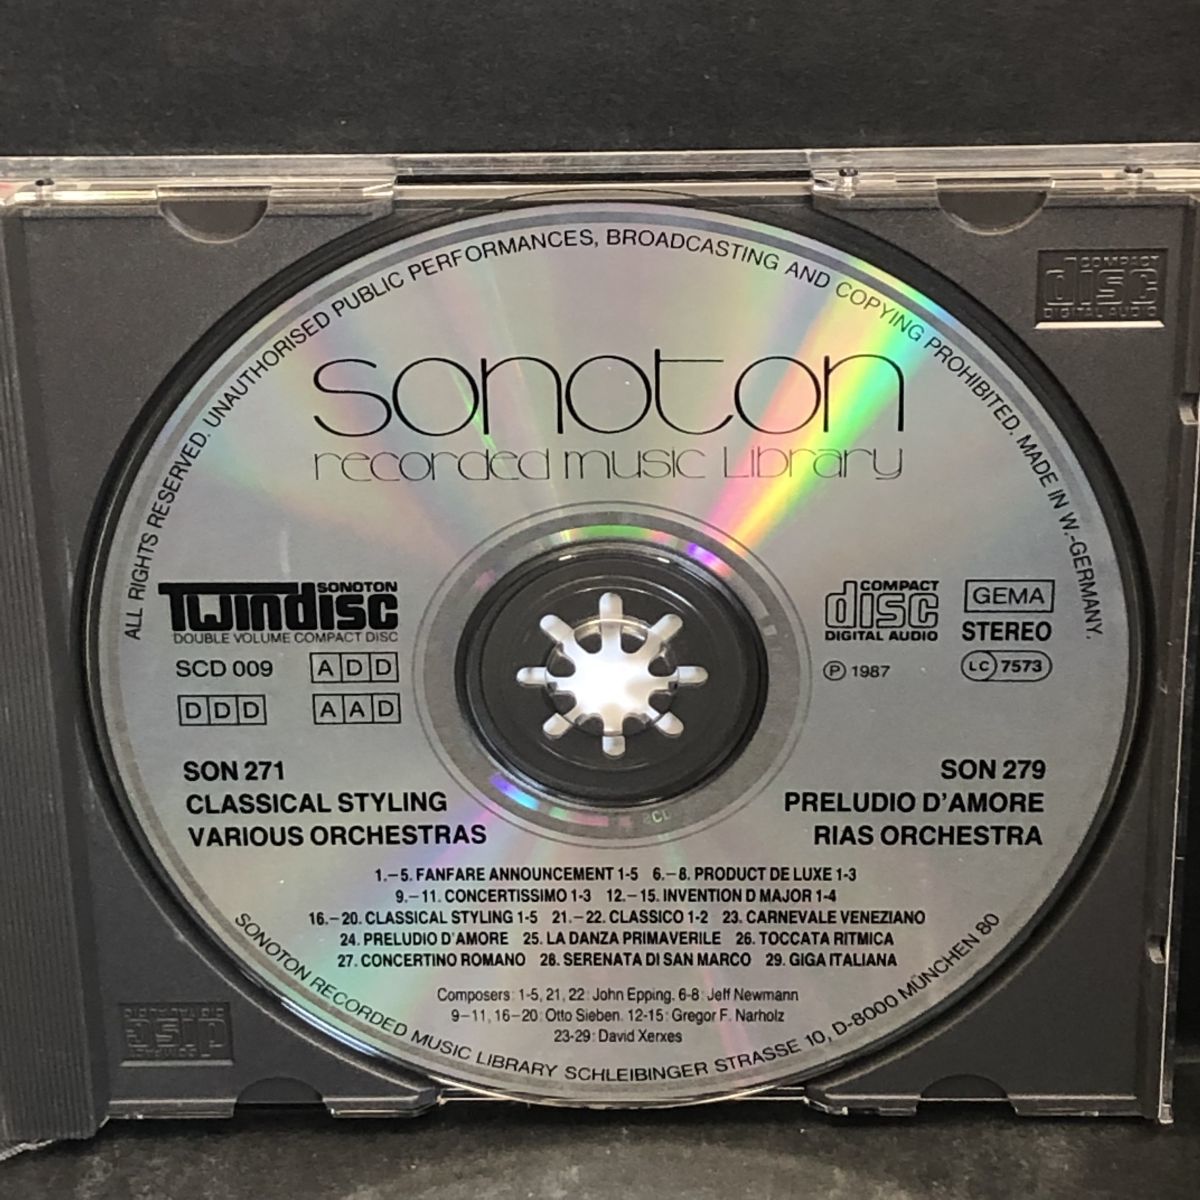 ALL RIGHTS RESERVED. UNAUTHORISED PUBLIC PERFORMANCES, BROADCASTING AND COPYING PROHIBITED. MADE IN W.-GERMANY.
COMPACT
disc
DIGITAL AUDIO
sonoton
recorded music Library
SONOTON
TWINdisc
DOUBLE VOLUME COMPACT DISC
SCD 009
ADD
DDD
AAD
COMPACT
disc
DIGITAL AUDIO
GEMA
STEREO
℗ 1987
LC 7573
SON 271
CLASSICAL STYLING
VARIOUS ORCHESTRAS
SON 279
PRELUDIO D'AMORE
RIAS ORCHESTRA
1.–5. FANFARE ANNOUNCEMENT 1-5 6.–8. PRODUCT DE LUXE 1-3
9.–11. CONCERTISSIMO 1-3 12.–15. INVENTION D MAJOR 1-4
16.–20. CLASSICAL STYLING 1-5 21.–22. CLASSICO 1-2 23. CARNEVALE VENEZIANO
24. PRELUDIO D'AMORE 25. LA DANZA PRIMAVERILE 26. TOCCATA RITMICA
27. CONCERTINO ROMANO 28. SERENATA DI SAN MARCO 29. GIGA ITALIANA
Composers: 1-5, 21, 22: John Epping. 6-8: Jeff Newmann
9–11, 16-20: Otto Sieben. 12-15: Gregor F. Narholz
23-29: David Xerxes
SONOTON RECORDED MUSIC LIBRARY SCHLEIBINGER STRASSE 10, D-8000 MÜNCHEN 80
COMPACT
disc
DIGITAL AUDIO